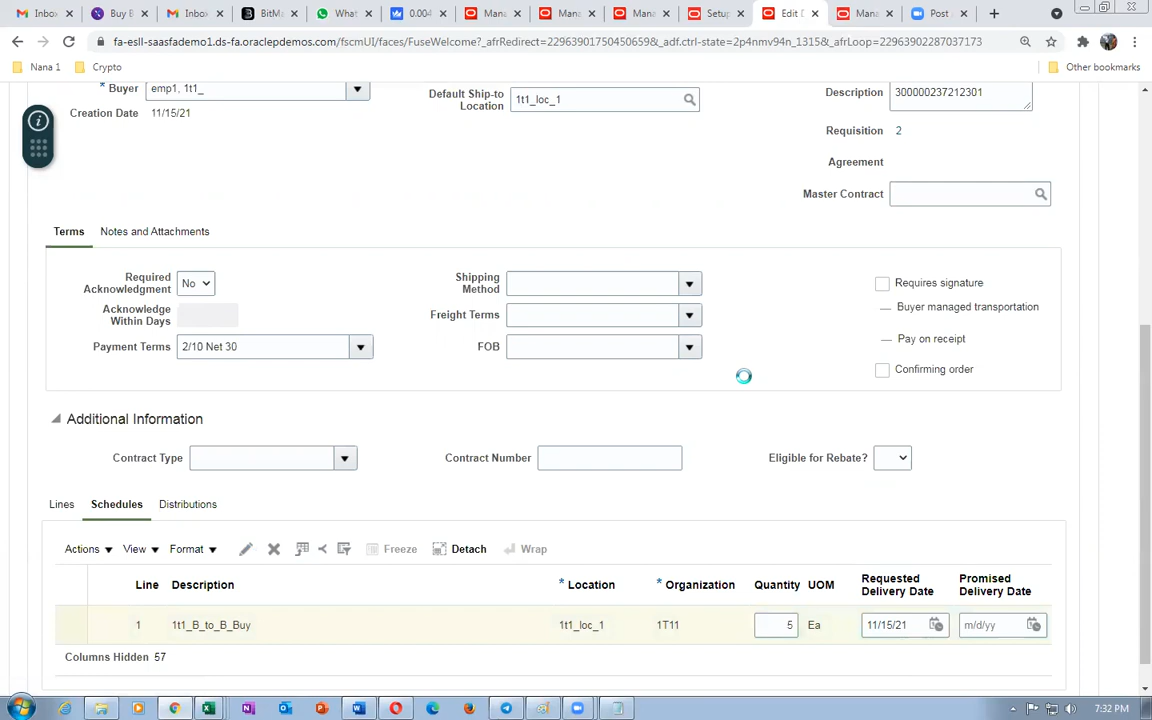 Inbox Buy B Inbox BitM What 0.004 Mana Mana Mana Setup Edit D Mana Post
fa-esll-saasfademo1.ds-fa.oraclepdemos.com/fscmUI/faces/FuseWelcome?_afrRedirect=22963901750450659&_adf.ctrl-state=2p4nmv94n_1315&_afrLoop=22963902287037173
Nana 1 Crypto Other bookmarks
* Buyer emp1, 1t1_
Default Ship-to Location 1t1_loc_1
Description 300000237212301
Creation Date 11/15/21
Requisition 2
Agreement
Master Contract
Terms Notes and Attachments
Required Acknowledgment No
Shipping Method
Requires signature
Acknowledge Within Days
Freight Terms
Buyer managed transportation
Payment Terms 2/10 Net 30
FOB
Pay on receipt
Confirming order
Additional Information
Contract Type Contract Number Eligible for Rebate?
Lines Schedules Distributions
Actions View Format Freeze Detach Wrap
Line Description * Location * Organization Quantity UOM Requested Delivery Date Promised Delivery Date
1 1t1_B_to_B_Buy 1t1_loc_1 1T11 5 Ea 11/15/21 m/d/yy
Columns Hidden 57
7:32 PM